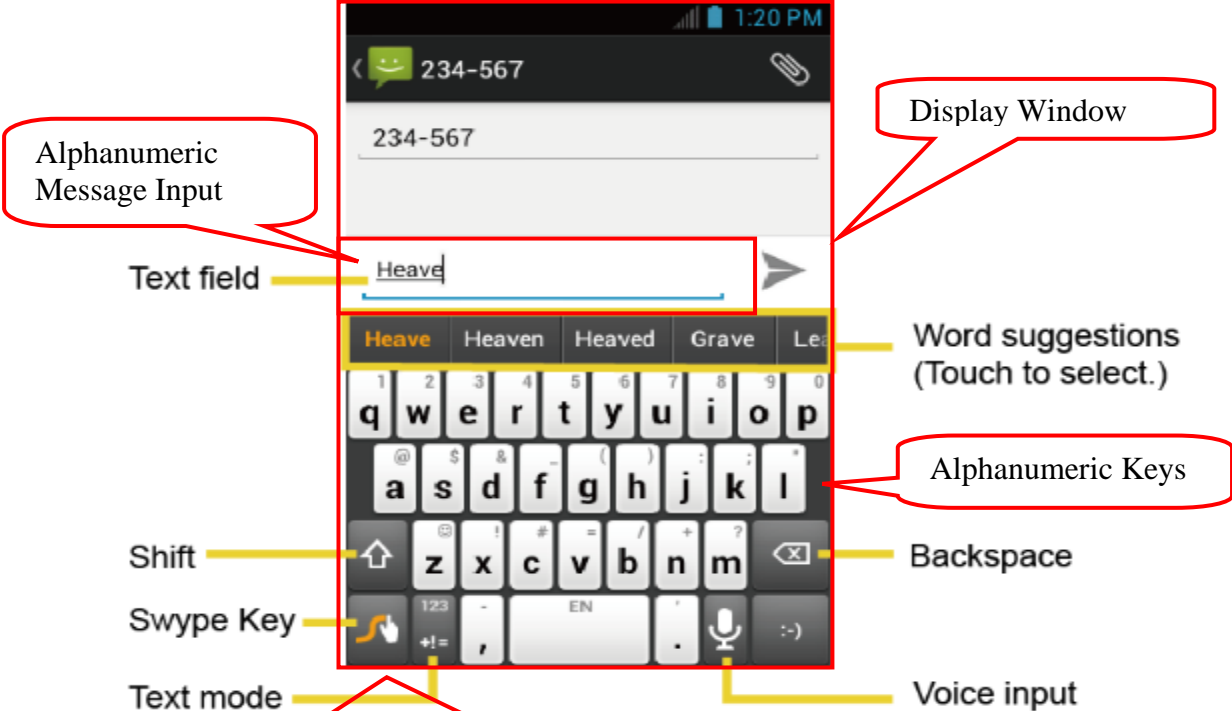 1:20 PM
234-567
Display Window
234-567
Alphanumeric
Message Input
Text field
Heave
Heave Heaven Heaved Grave Lea
Word suggestions
(Touch to select.)
1 2 3 4 5 6 7 8 9 0
q w e r t y u i o p
@ $ & _ ( ) : ; "
a s d f g h j k l
Alphanumeric Keys
Shift
! # = / + ?
z x c v b n m
Backspace
Swype Key
123 - EN '
+!= , . :-)
Text mode
Voice input